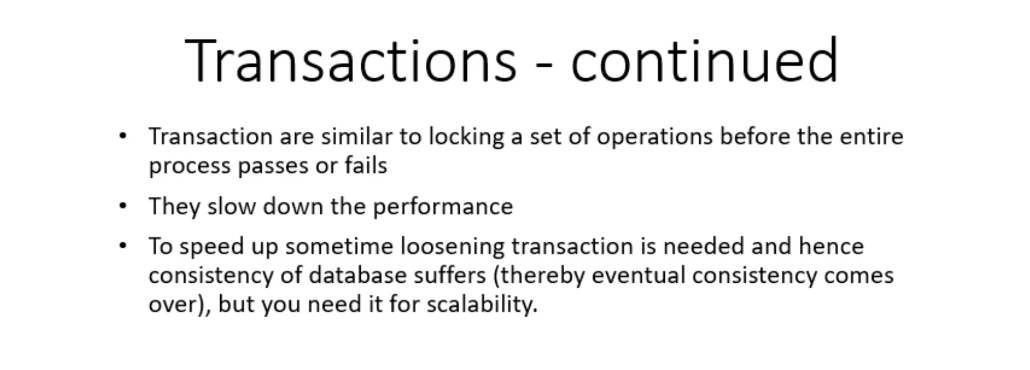 Transactions - continued
• Transaction are similar to locking a set of operations before the entire
process passes or fails
• They slow down the performance
• To speed up sometime loosening transaction is needed and hence
consistency of database suffers (thereby eventual consistency comes
over), but you need it for scalability.